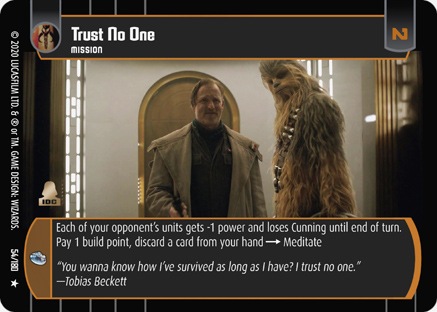 Trust No One
MISSION
N
Each of your opponent's units gets -1 power and loses Cunning until end of turn.
Pay 1 build point, discard a card from your hand → Meditate
"You wanna know how I've survived as long as I have? I trust no one."
—Tobias Beckett
© 2020 LUCASFILM LTD. & ® or TM. GAME DESIGN: WIZARDS.
54/180 ★
IDC